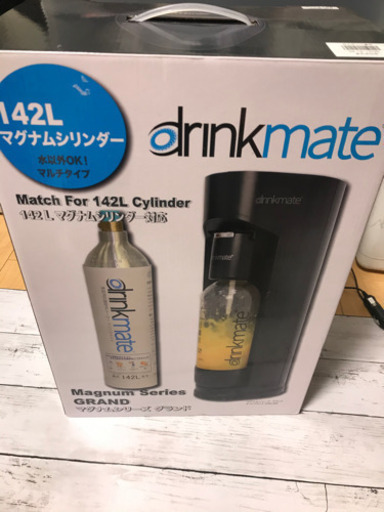 142L
マグナムシリンダー
水以外OK!
マルチタイプ
drinkmate
Match For 142L Cylinder
142Lマグナムシリンダー対応
drinkmate
drinkmate
142L
drinkmate
Magnum Series
GRAND
マグナムシリーズ グランド